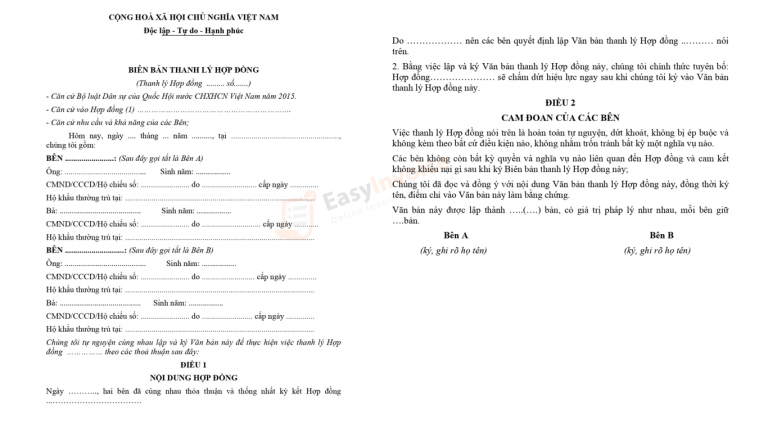 CỘNG HOÀ XÃ HỘI CHỦ NGHĨA VIỆT NAM
Độc lập - Tự do - Hạnh phúc
BIÊN BẢN THANH LÝ HỢP ĐỒNG
(Thanh lý Hợp đồng ......... số.......)
- Căn cứ Bộ luật Dân sự của Quốc Hội nước CHXHCN Việt Nam năm 2015.
- Căn cứ vào Hợp đồng (1) ……………………………………………….
- Căn cứ nhu cầu và khả năng của các Bên;
Hôm nay, ngày .... tháng ... năm .........., tại ........................................................,
chúng tôi gồm:
BÊN .........................: (Sau đây gọi tắt là Bên A)
Ông: .......................................... Sinh năm: ..................
CMND/CCCD/Hộ chiếu số: ......................... do ............................ cấp ngày ...............
Hộ khẩu thường trú tại: ..................................................................................................
Bà: .......................................... Sinh năm: ..................
CMND/CCCD/Hộ chiếu số: ......................... do ........................... cấp ngày ..............
Hộ khẩu thường trú tại: ..................................................................................................
BÊN ..............................: (Sau đây gọi tắt là Bên B)
Ông: .......................................... Sinh năm: ..................
CMND/CCCD/Hộ chiếu số: ......................... do ........................... cấp ngày ...............
Hộ khẩu thường trú tại: ..................................................................................................
Bà: .......................................... Sinh năm: ..................
CMND/CCCD/Hộ chiếu số: ......................... do .......................... cấp ngày ...............
Hộ khẩu thường trú tại: ..................................................................................................
Chúng tôi tự nguyện cùng nhau lập và ký Văn bản này để thực hiện việc thanh lý Hợp
đồng …………… theo các thoả thuận sau đây:
ĐIỀU 1
NỘI DUNG HỢP ĐỒNG
Ngày ……….., hai bên đã cùng nhau thỏa thuận và thống nhất ký kết Hợp đồng
...……………………………
Do ……………… nên các bên quyết định lập Văn bản thanh lý Hợp đồng ..……… nói
trên.
2. Bằng việc lập và ký Văn bản thanh lý Hợp đồng này, chúng tôi chính thức tuyên bố:
Hợp đồng………………… sẽ chấm dứt hiệu lực ngay sau khi chúng tôi ký vào Văn bản
thanh lý Hợp đồng này.
ĐIỀU 2
CAM ĐOAN CỦA CÁC BÊN
Việc thanh lý Hợp đồng nói trên là hoàn toàn tự nguyện, dứt khoát, không bị ép buộc và
không kèm theo bất cứ điều kiện nào, không nhằm trốn tránh bất kỳ một nghĩa vụ nào.
Các bên không còn bất kỳ quyền và nghĩa vụ nào liên quan đến Hợp đồng và cam kết
không khiếu nại gì sau khi ký Biên bản thanh lý Hợp đồng này;
Chúng tôi đã đọc và đồng ý với nội dung Văn bản thanh lý Hợp đồng này, đồng thời ký
tên, điểm chỉ vào Văn bản này làm bằng chứng.
Văn bản này được lập thành …..(….) bản, có giá trị pháp lý như nhau, mỗi bên giữ
….bản.
Bên A Bên B
(ký, ghi rõ họ tên) (ký, ghi rõ họ tên)